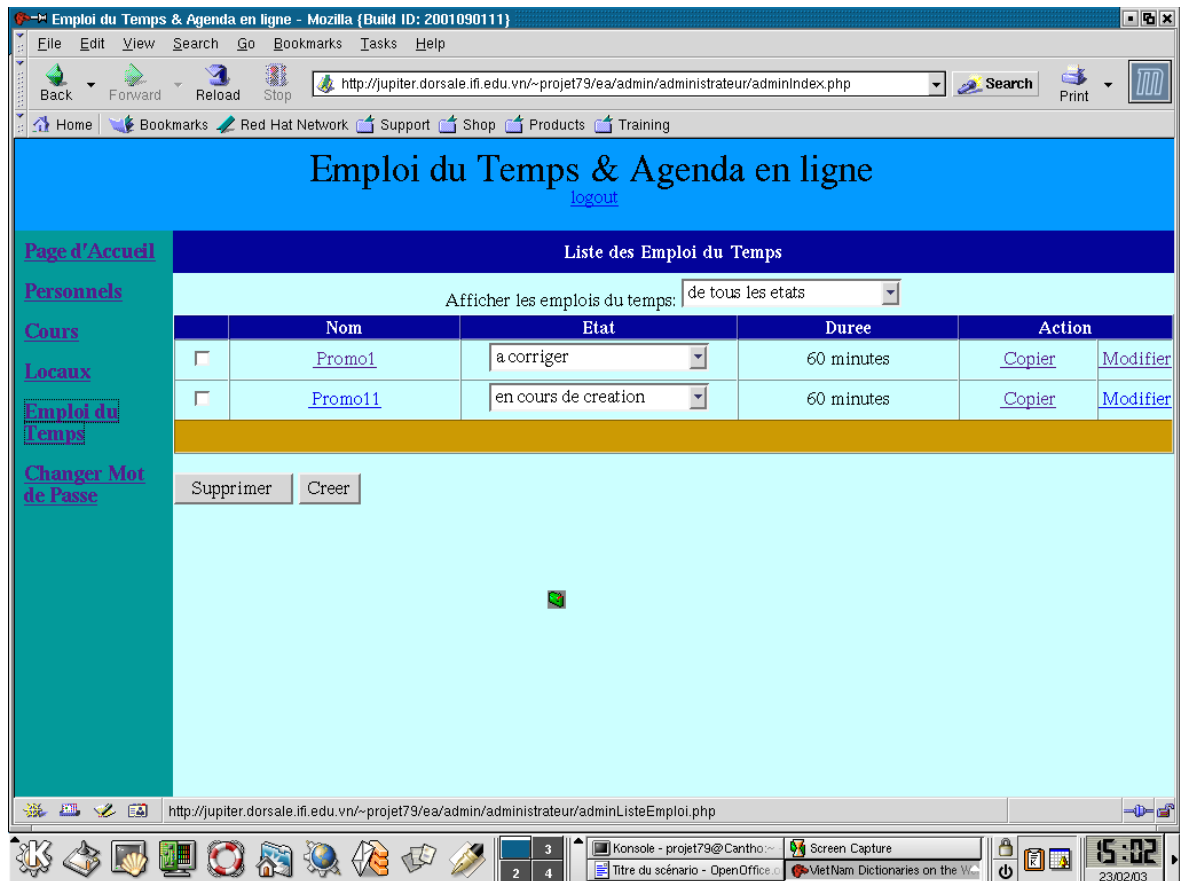 Emploi du Temps & Agenda en ligne - Mozilla {Build ID: 2001090111}
File Edit View Search Go Bookmarks Tasks Help
Back Forward Reload Stop http://jupiter.dorsale.ifi.edu.vn/~projet79/ea/admin/administrateur/adminIndex.php Search Print
Home Bookmarks Red Hat Network Support Shop Products Training
Emploi du Temps & Agenda en ligne
logout
Page d'Accueil
Personnels
Cours
Locaux
Emploi du
Temps
Changer Mot
de Passe
Liste des Emploi du Temps
Afficher les emplois du temps: de tous les etats
Nom Etat Duree Action
Promo1 a corriger 60 minutes Copier Modifier
Promo11 en cours de creation 60 minutes Copier Modifier
Supprimer Creer
http://jupiter.dorsale.ifi.edu.vn/~projet79/ea/admin/administrateur/adminListeEmploi.php
3
2 4
Konsole - projet79@Cantho:~ Screen Capture
Titre du scénario - OpenOffice.o VietNam Dictionaries on the
15:02
23/02/03